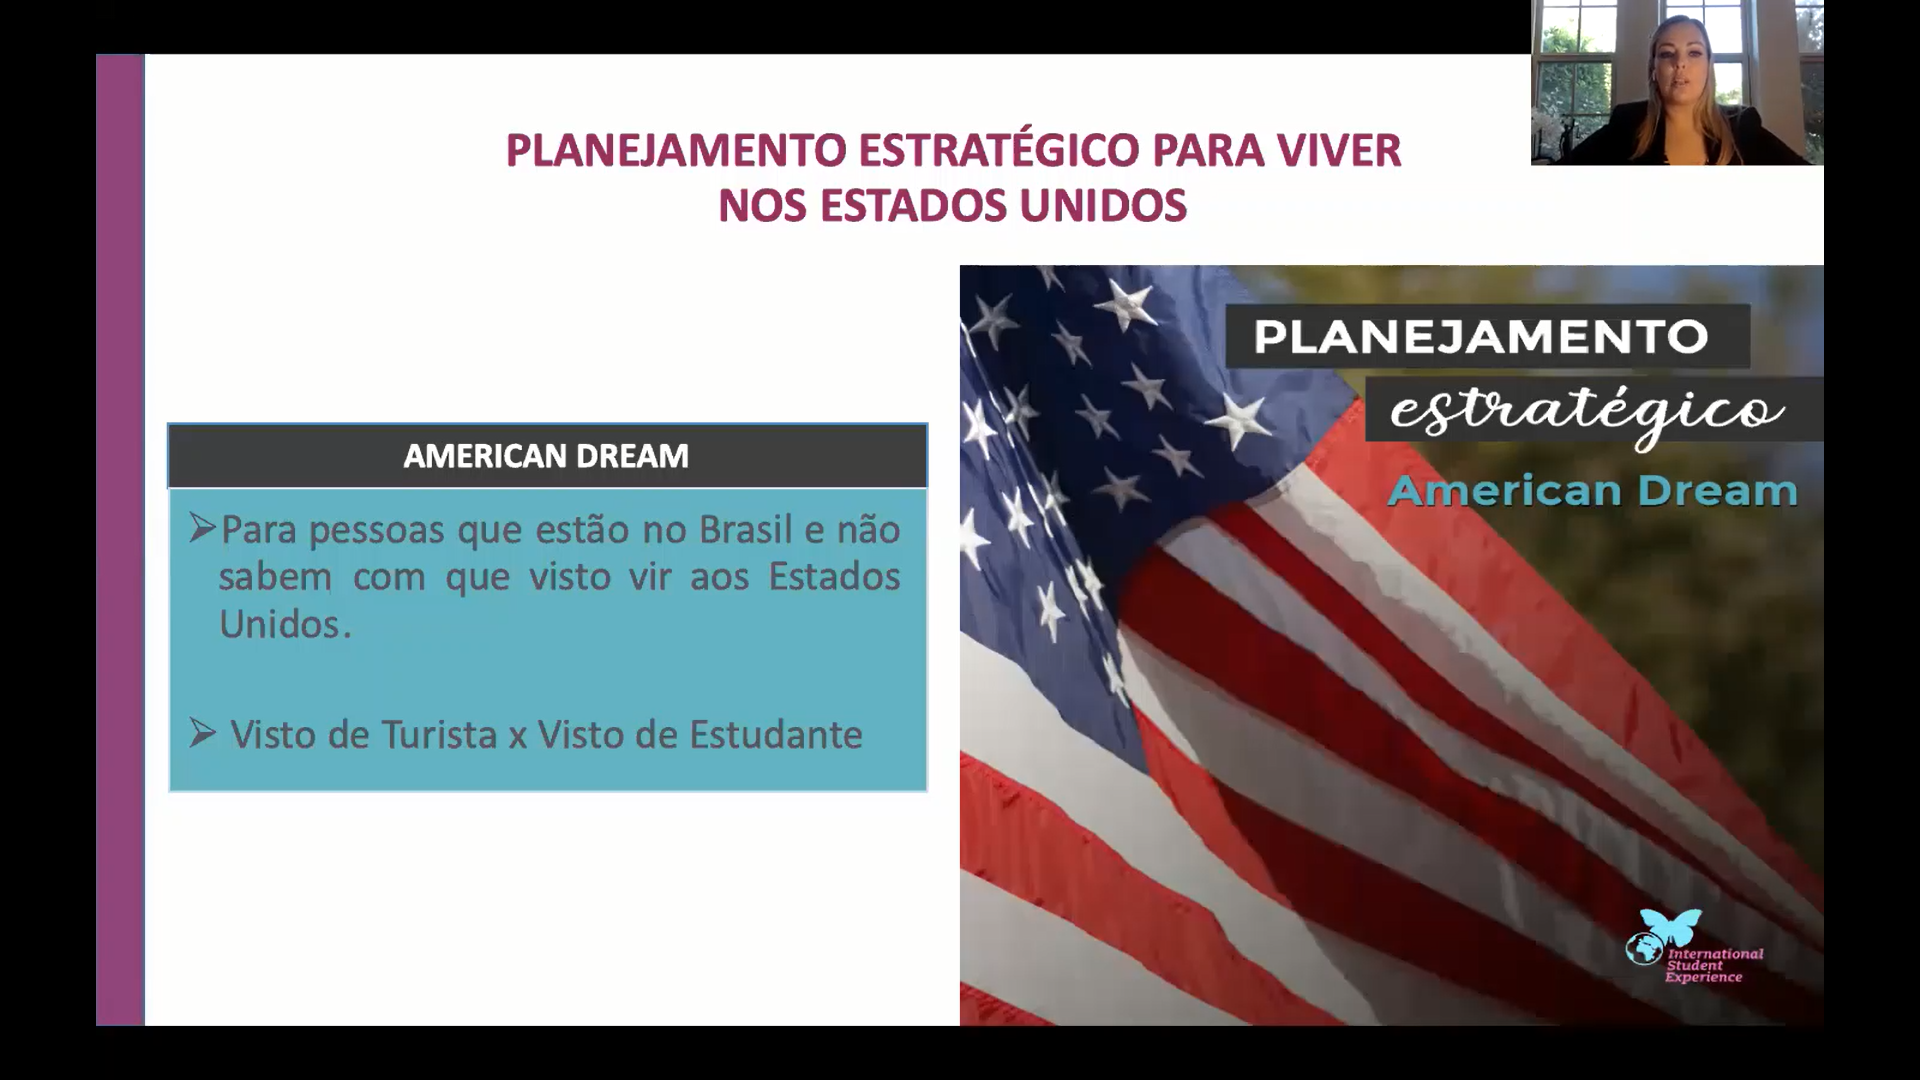 PLANEJAMENTO ESTRATÉGICO PARA VIVER
NOS ESTADOS UNIDOS
AMERICAN DREAM
➢Para pessoas que estão no Brasil e não
sabem com que visto vir aos Estados
Unidos.
➢ Visto de Turista x Visto de Estudante
PLANEJAMENTO
estratégico
American Dream
International
Student
Experience